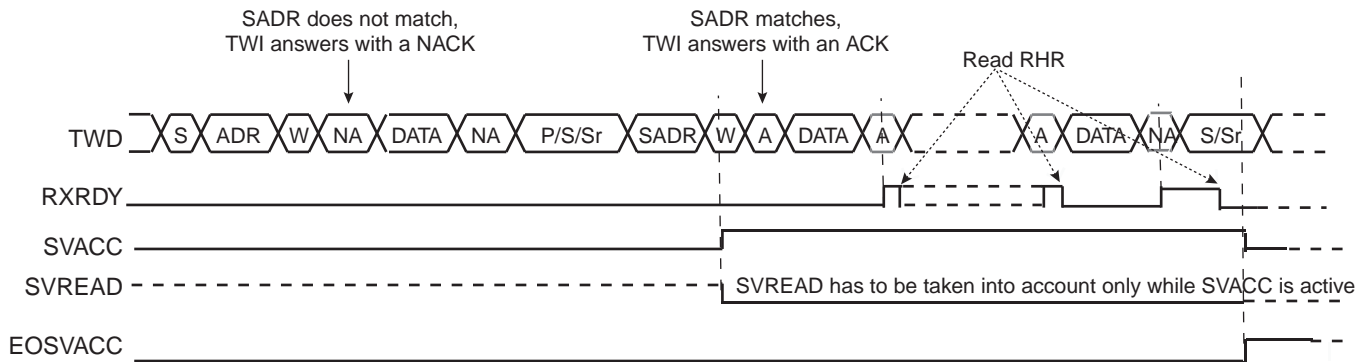 SADR does not match,
TWI answers with a NACK
SADR matches,
TWI answers with an ACK
Read RHR
TWD S ADR W NA DATA NA P/S/Sr SADR W A DATA A A DATA NA S/Sr
RXRDY
SVACC
SVREAD SVREAD has to be taken into account only while SVACC is active
EOSVACC